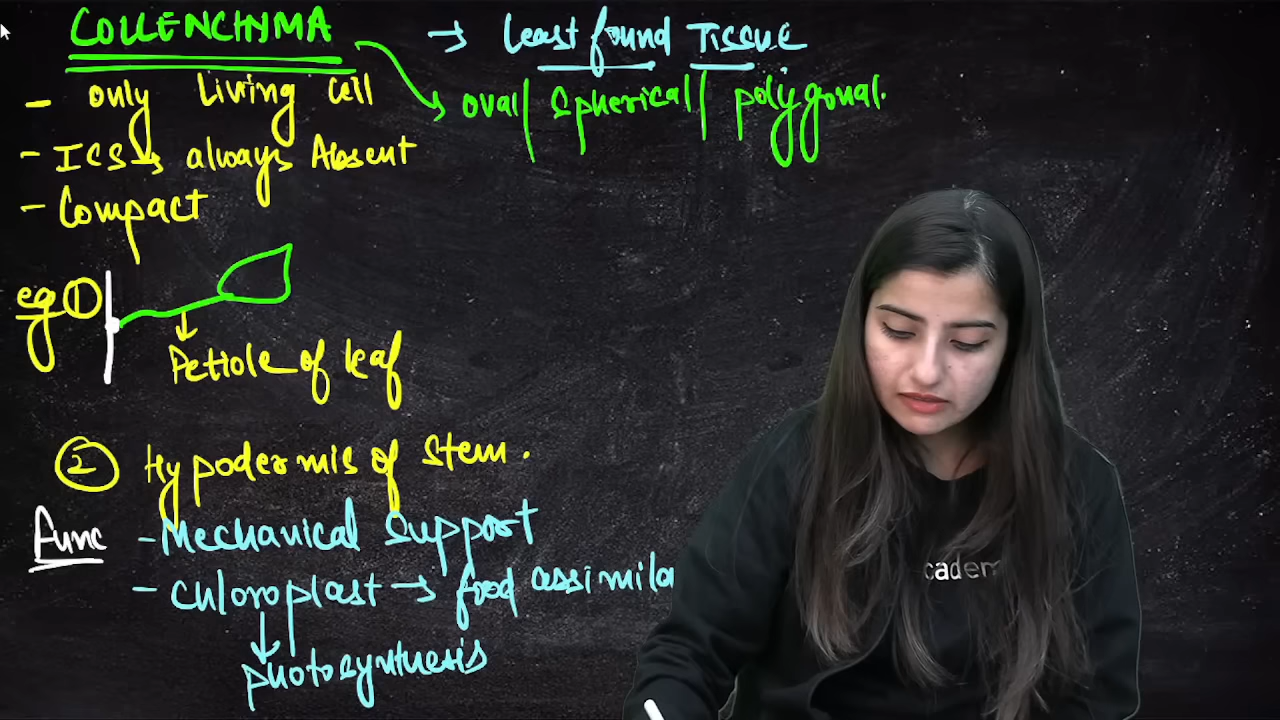 COLLENCHYMA → Least found Tissue
→ oval / Spherical / polygonal.
- only Living cell
- ICS↳ always Absent
- Compact
eg ①
↓
Petiole of leaf
② Hypodermis of stem.
Func - Mechanical Support
- Chloroplast → food assimila
↓
photosynthesis
cadem